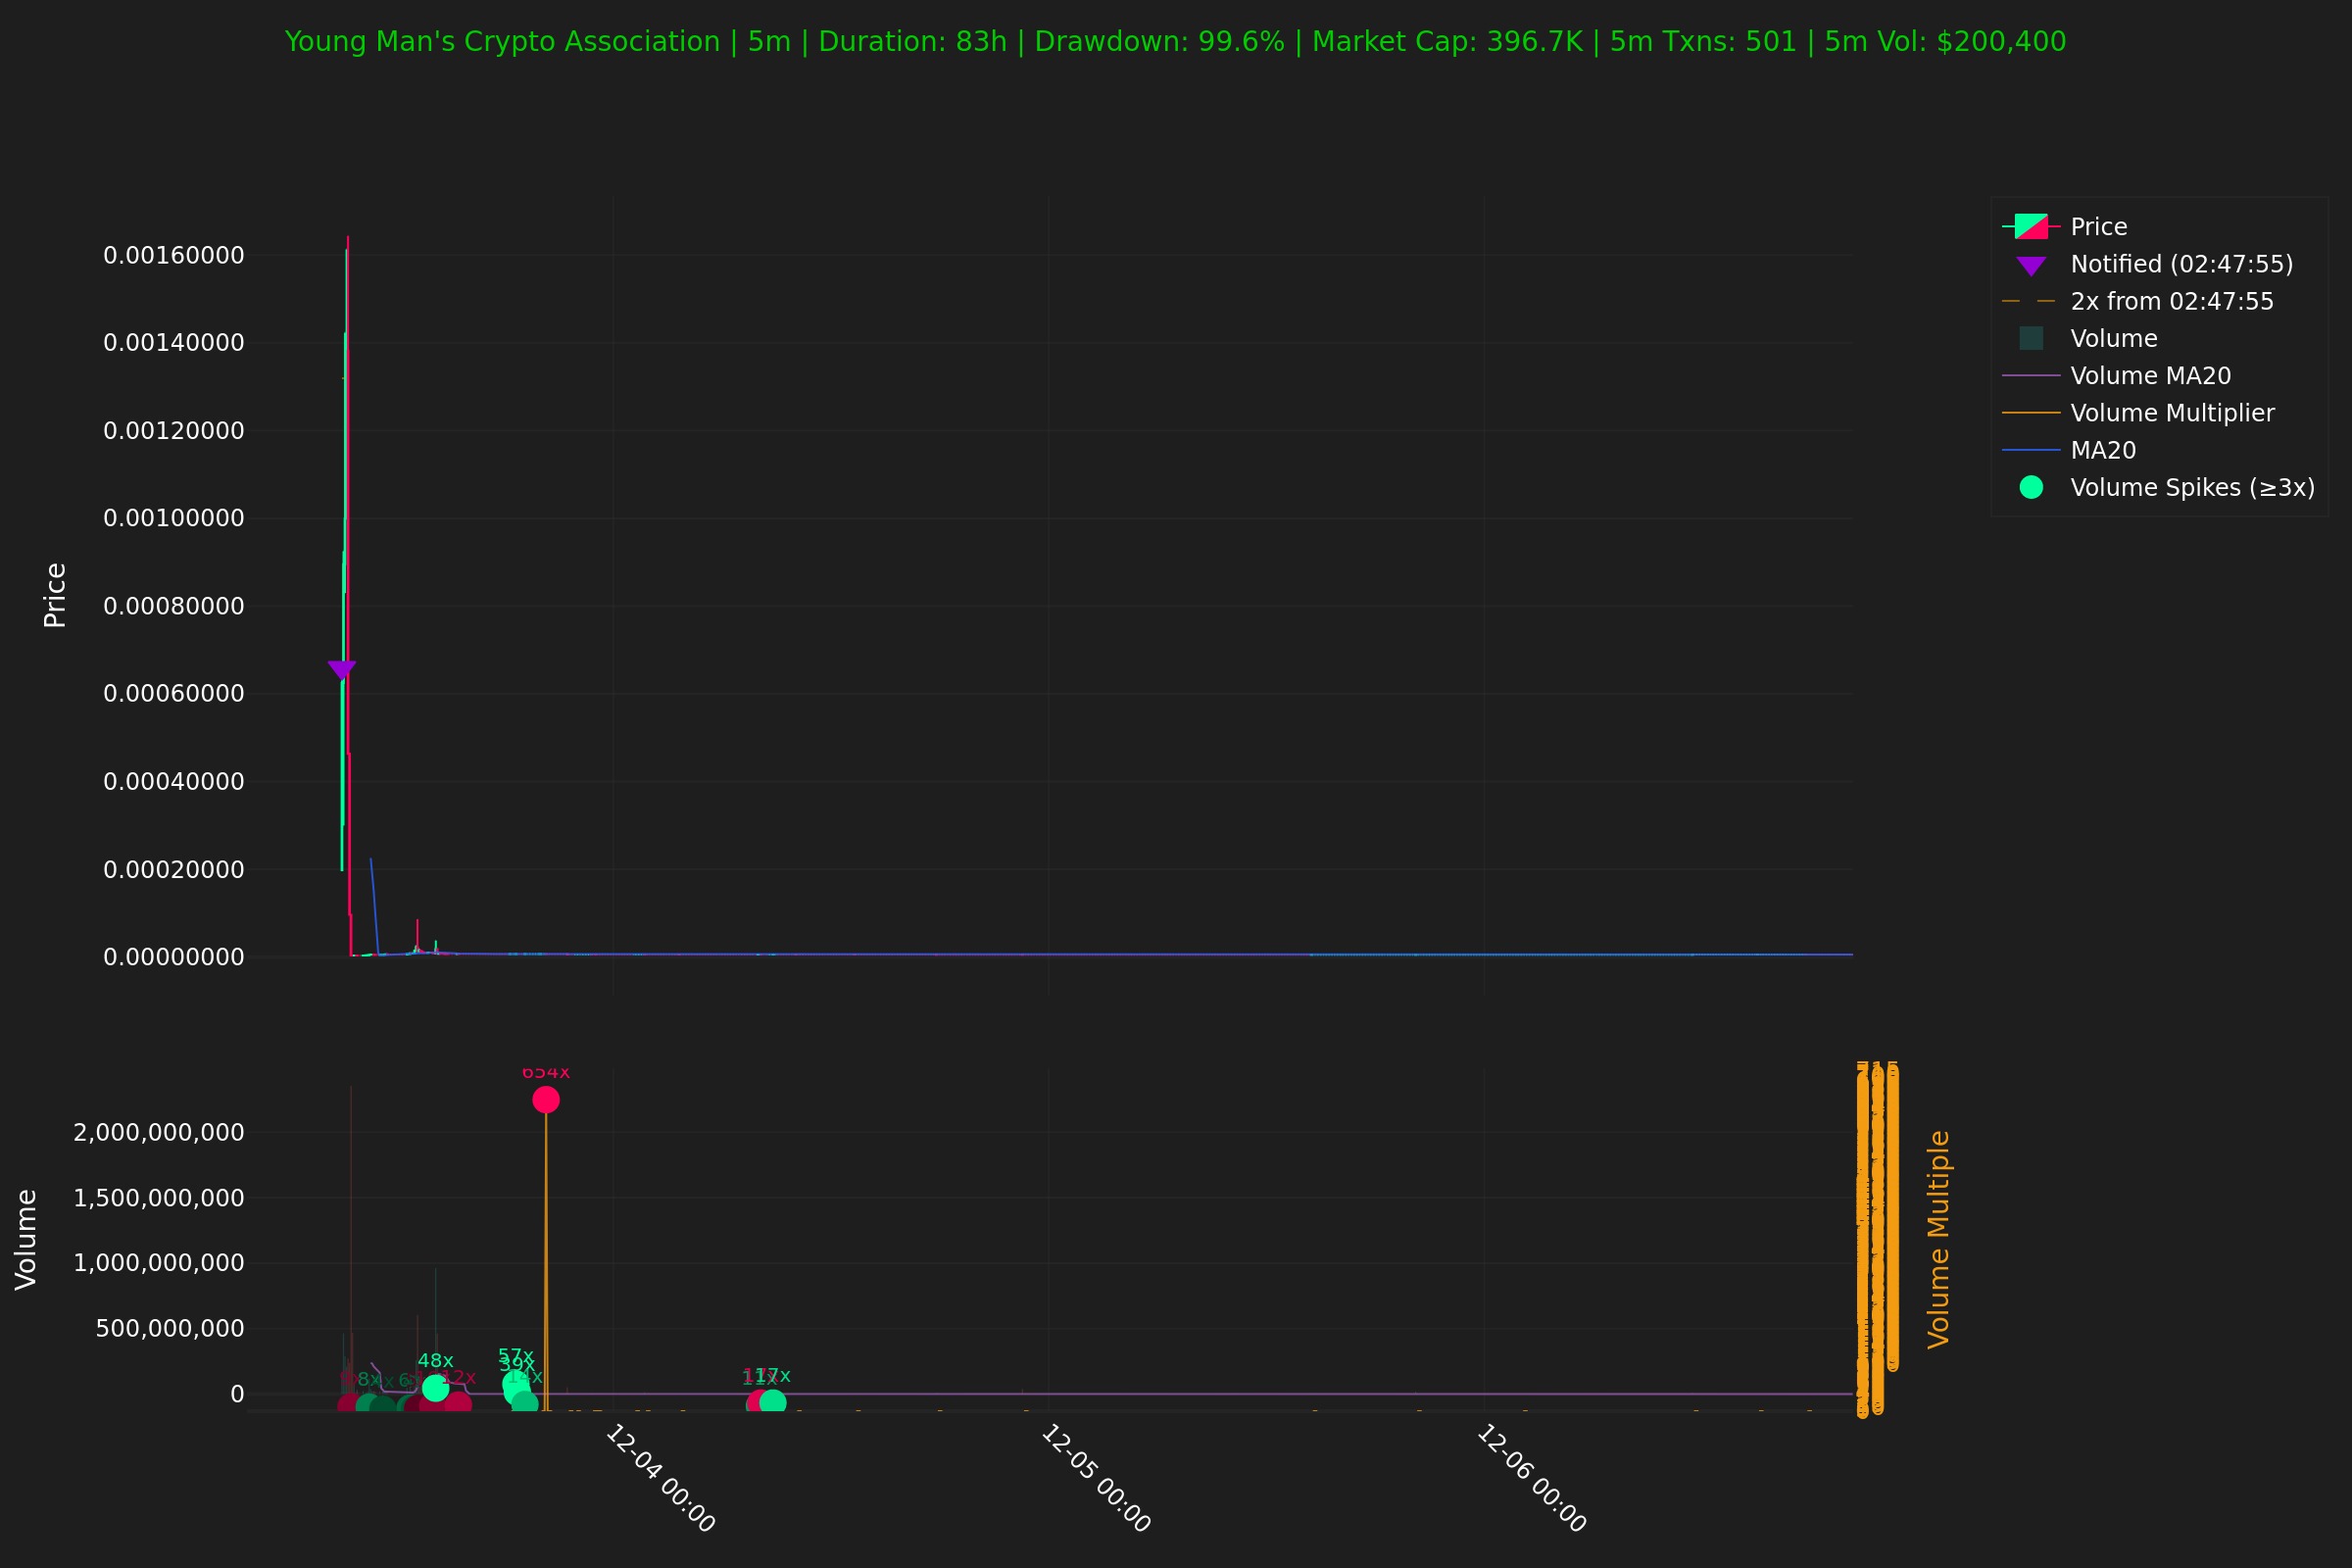 Young Man's Crypto Association | 5m | Duration: 83h | Drawdown: 99.6% | Market Cap: 396.7K | 5m Txns: 501 | 5m Vol: $200,400
Price
Notified (02:47:55)
2x from 02:47:55
Volume
Volume MA20
Volume Multiplier
MA20
Volume Spikes (≥3x)
Price
0.00160000
0.00140000
0.00120000
0.00100000
0.00080000
0.00060000
0.00040000
0.00020000
0.00000000
Volume
2,000,000,000
1,500,000,000
1,000,000,000
500,000,000
0
654x
48x
57x
39x
14x
8x
12x
11x
17x
Volume Multiple
12-04 00:00
12-05 00:00
12-06 00:00